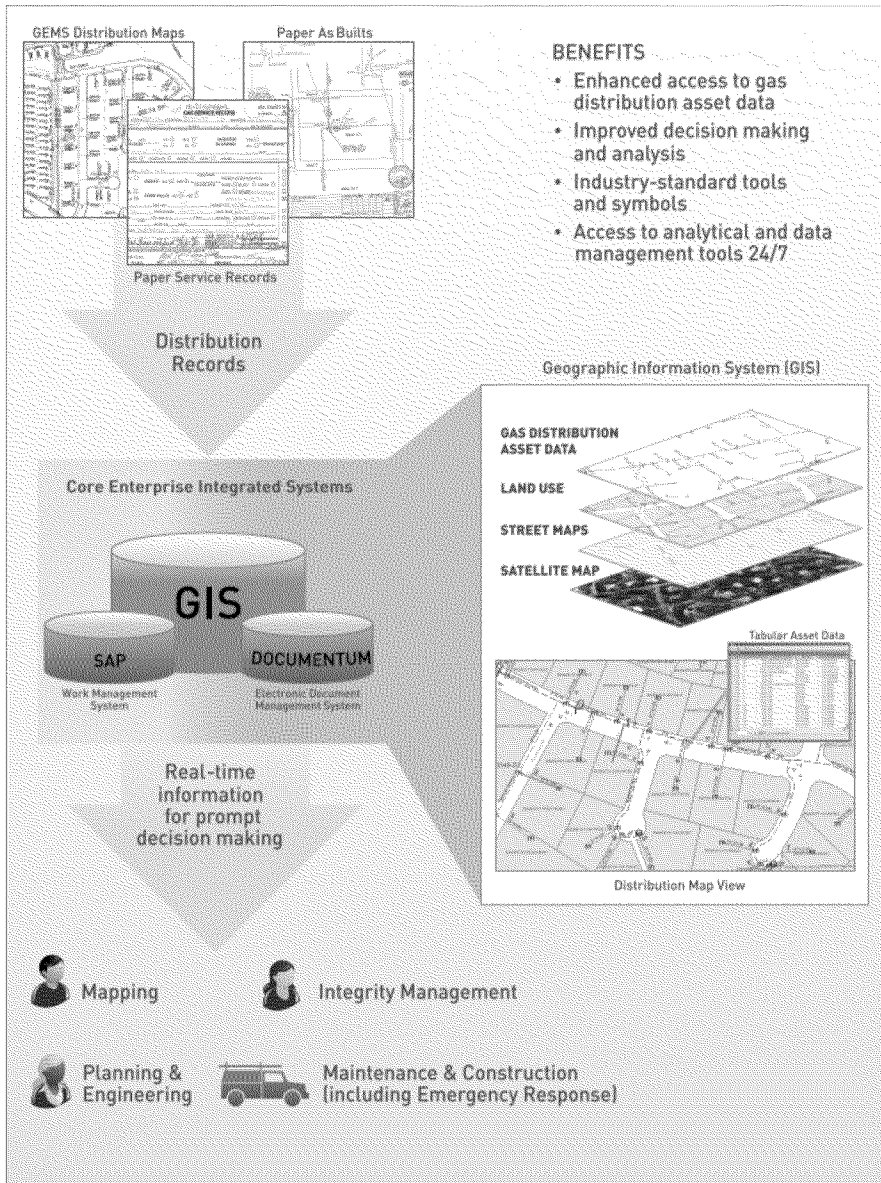 GEMS Distribution Maps
Paper As Builts
Paper Service Records
BENEFITS
• Enhanced access to gas
distribution asset data
• Improved decision making
and analysis
• Industry-standard tools
and symbols
• Access to analytical and data
management tools 24/7
Distribution
Records
Core Enterprise Integrated Systems
GIS
SAP
DOCUMENTUM
Work Management
System
Electronic Document
Management System
Geographic Information System (GIS)
GAS DISTRIBUTION
ASSET DATA
LAND USE
STREET MAPS
SATELLITE MAP
Tabular Asset Data
Distribution Map View
Real-time
information
for prompt
decision making
Mapping
Integrity Management
Planning &
Engineering
Maintenance & Construction
(including Emergency Response)